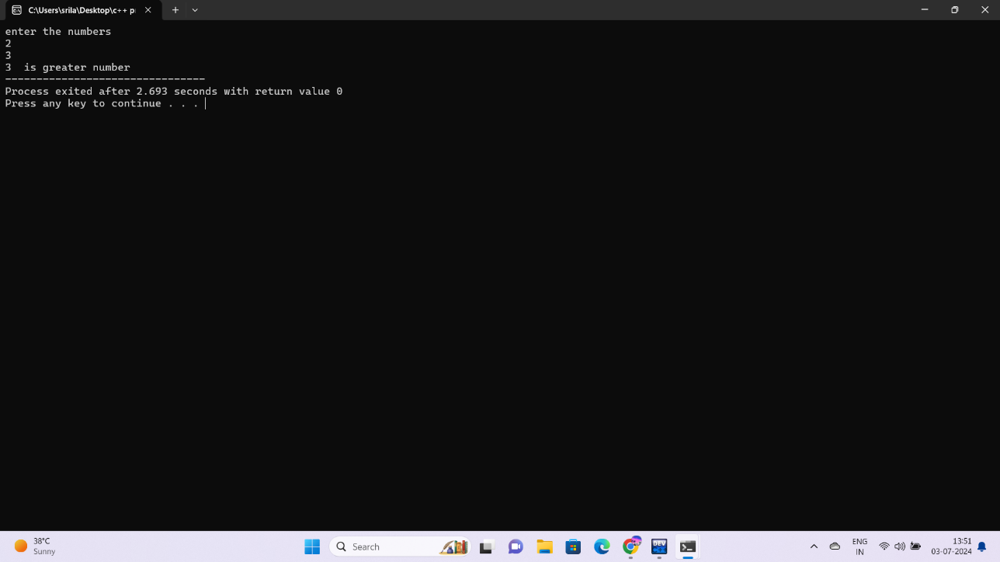 C:\Users\srila\Desktop\c++ p
enter the numbers
2
3
3  is greater number
--------------------------------
Process exited after 2.693 seconds with return value 0
Press any key to continue . . .
38°C
Sunny
Search
DEV
ENG
IN
13:51
03-07-2024